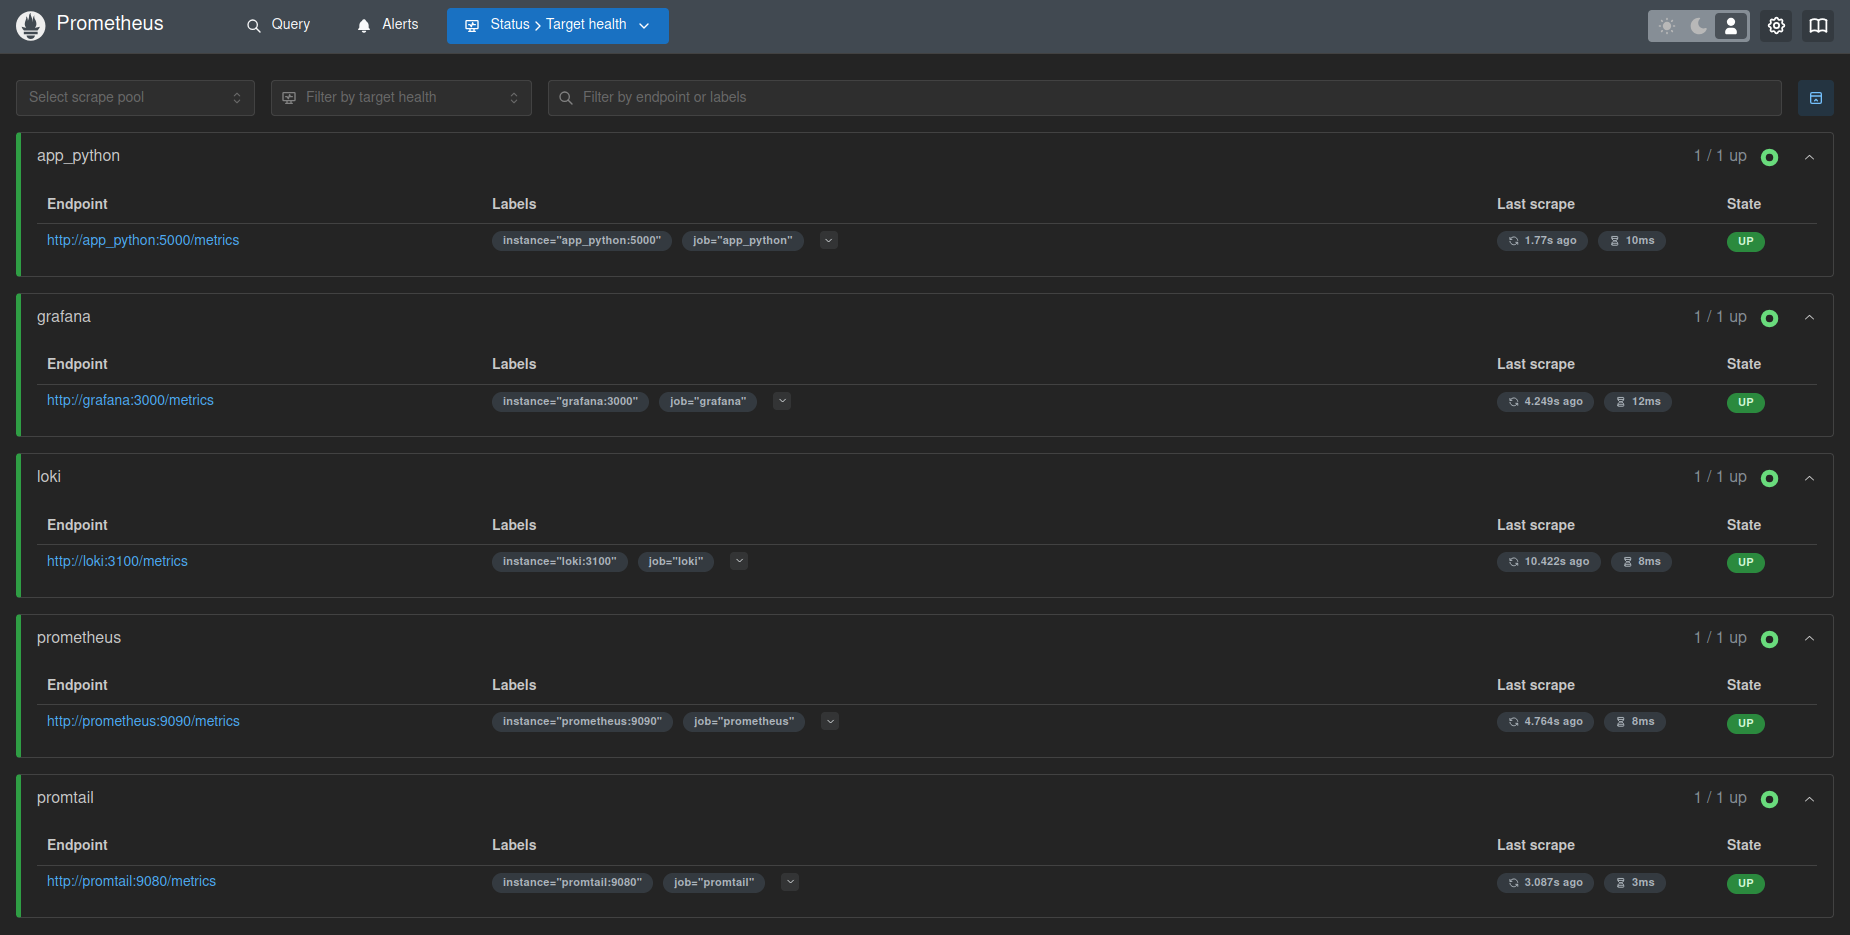 Prometheus Query Alerts Status > Target health
Select scrape pool Filter by target health Filter by endpoint or labels
app_python 1 / 1 up
Endpoint Labels Last scrape State
http://app_python:5000/metrics instance="app_python:5000" job="app_python" 1.77s ago 10ms UP
grafana 1 / 1 up
Endpoint Labels Last scrape State
http://grafana:3000/metrics instance="grafana:3000" job="grafana" 4.249s ago 12ms UP
loki 1 / 1 up
Endpoint Labels Last scrape State
http://loki:3100/metrics instance="loki:3100" job="loki" 10.422s ago 8ms UP
prometheus 1 / 1 up
Endpoint Labels Last scrape State
http://prometheus:9090/metrics instance="prometheus:9090" job="prometheus" 4.764s ago 8ms UP
promtail 1 / 1 up
Endpoint Labels Last scrape State
http://promtail:9080/metrics instance="promtail:9080" job="promtail" 3.087s ago 3ms UP